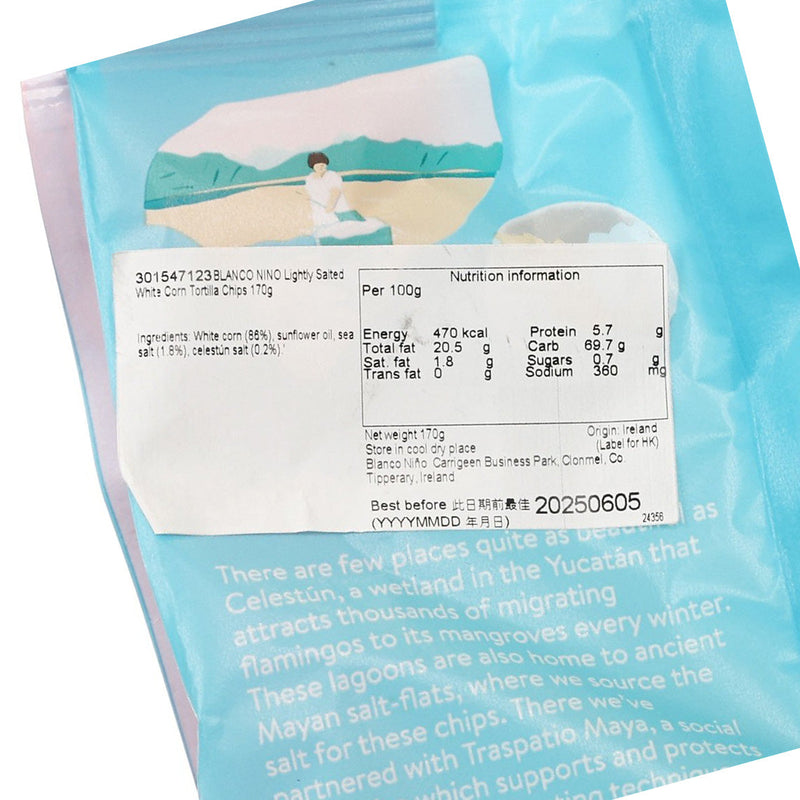 301547123 BLANCO NINO Lightly Salted
White Corn Tortilla Chips 170g
Ingredients: White corn (86%), sunflower oil, sea
salt (1.8%), celestún salt (0.2%).
Nutrition information
Per 100g
Energy 470 kcal Protein 5.7 g
Total fat 20.5 g Carb 69.7 g
Sat. fat 1.8 g Sugars 0.7 g
Trans fat 0 g Sodium 360 mg
Net weight 170g Origin: Ireland
Store in cool dry place (Label for HK)
Blanco Niño Carrigeen Business Park, Clonmel, Co.
Tipperary, Ireland
Best before 此日期前最佳 20250605
(YYYYMMDD 年月日) 24356
There are few places quite as beautiful as
Celestún, a wetland in the Yucatán that
attracts thousands of migrating
flamingos to its mangroves every winter.
These lagoons are also home to ancient
Mayan salt-flats, where we source the
salt for these chips. There we've
partnered with Traspatio Maya, a social
which supports and protects